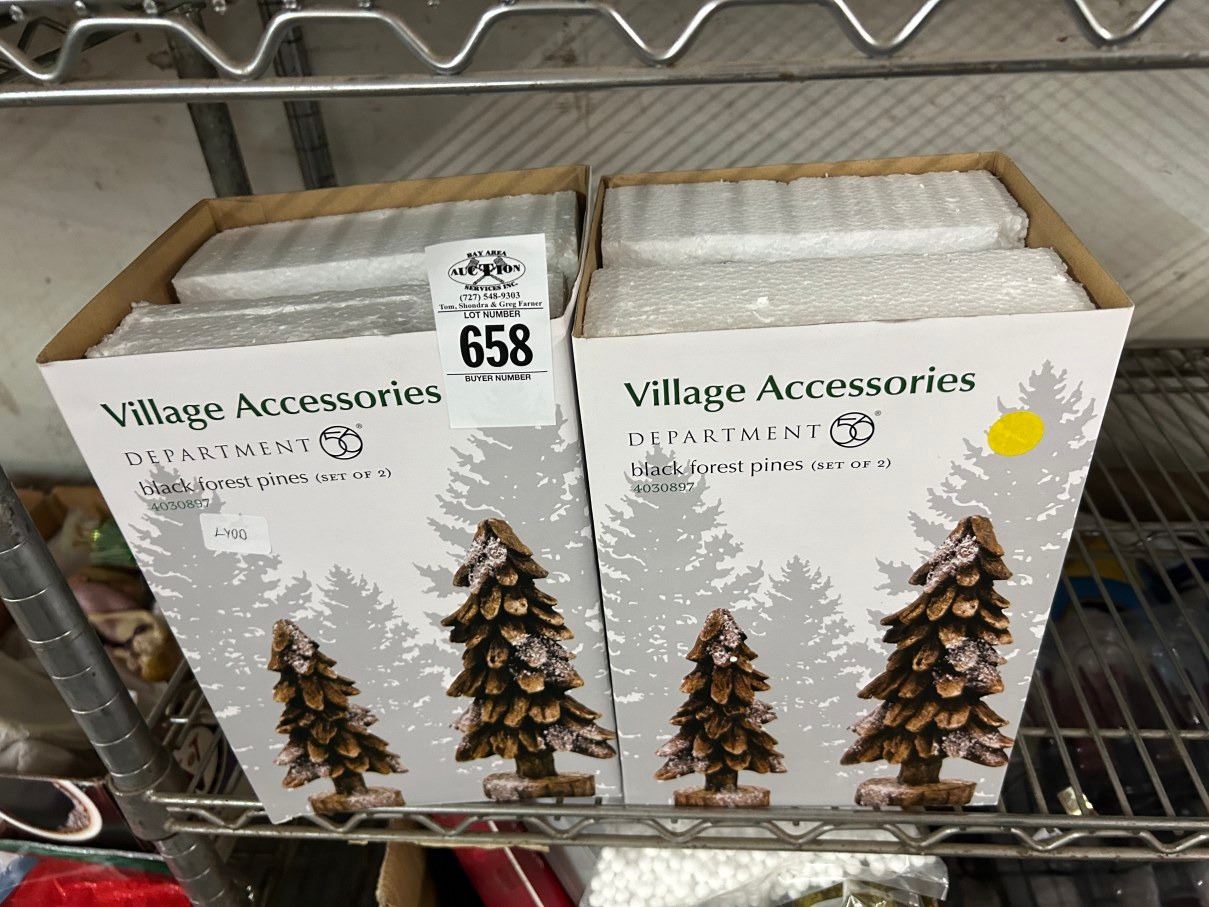 BAY AREA
AUCTION
SERVICES INC.
(727) 548-9303
Tom, Shondra & Greg Farner
LOT NUMBER
658
BUYER NUMBER
Village Accessories
DEPARTMENT 56®
black forest pines (SET OF 2)
4030897
Village Accessories
DEPARTMENT 56®
black forest pines (SET OF 2)
4030897